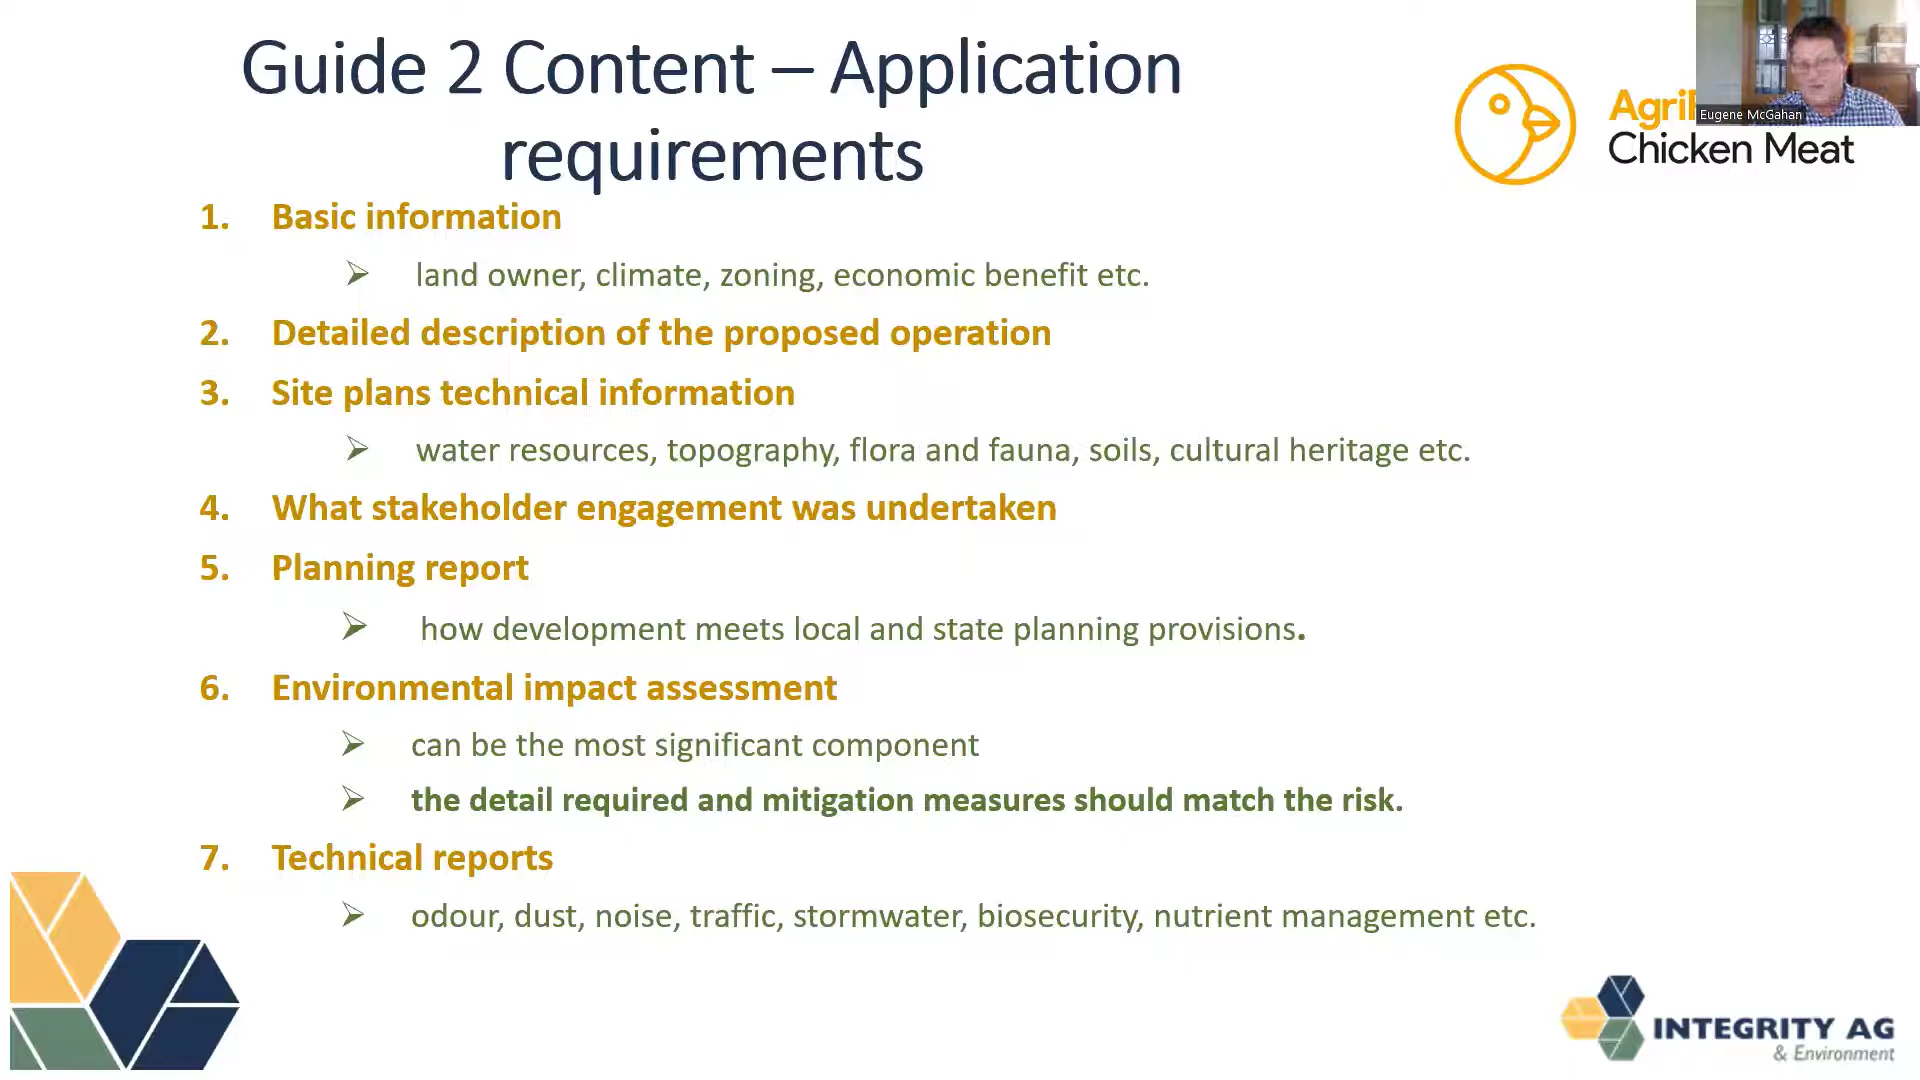 Guide 2 Content – Application
requirements
Eugene McGahan
Chicken Meat
1. Basic information
land owner, climate, zoning, economic benefit etc.
2. Detailed description of the proposed operation
3. Site plans technical information
water resources, topography, flora and fauna, soils, cultural heritage etc.
4. What stakeholder engagement was undertaken
5. Planning report
how development meets local and state planning provisions.
6. Environmental impact assessment
can be the most significant component
the detail required and mitigation measures should match the risk.
7. Technical reports
odour, dust, noise, traffic, stormwater, biosecurity, nutrient management etc.
INTEGRITY AG
& Environment